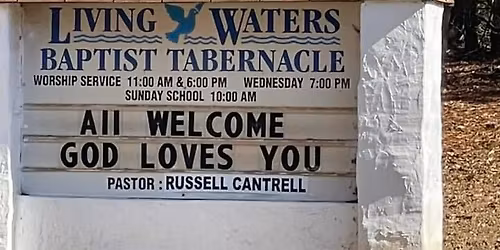 LIVING WATERS
BAPTIST TABERNACLE
WORSHIP SERVICE 11:00 AM & 6:00 PM WEDNESDAY 7:00 PM
SUNDAY SCHOOL 10:00 AM
All WELCOME
GOD LOVES YOU
PASTOR : RUSSELL CANTRELL